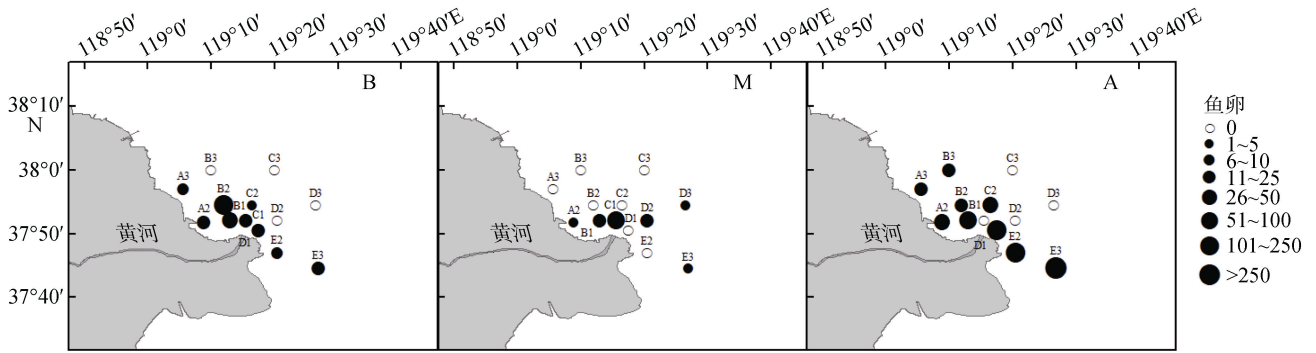 118°50′ 119°0′ 119°10′ 119°20′ 119°30′ 119°40′E
118°50′ 119°0′ 119°10′ 119°20′ 119°30′ 119°40′E
118°50′ 119°0′ 119°10′ 119°20′ 119°30′ 119°40′E
38°10′
N
38°0′
37°50′
37°40′
B
B3 C3
A3
B2 C2 D3
A2 B1 C1 D2
D1
E2
E3
黄河
M
B3 C3
A3
B2 C2 D3
A2 C1 D1 D2
B1
E2
E3
黄河
A
B3 C3
A3
B2 C2 D3
A2 B1 D2
D1
E2
E3
黄河
鱼卵
0
1~5
6~10
11~25
26~50
51~100
101~250
>250